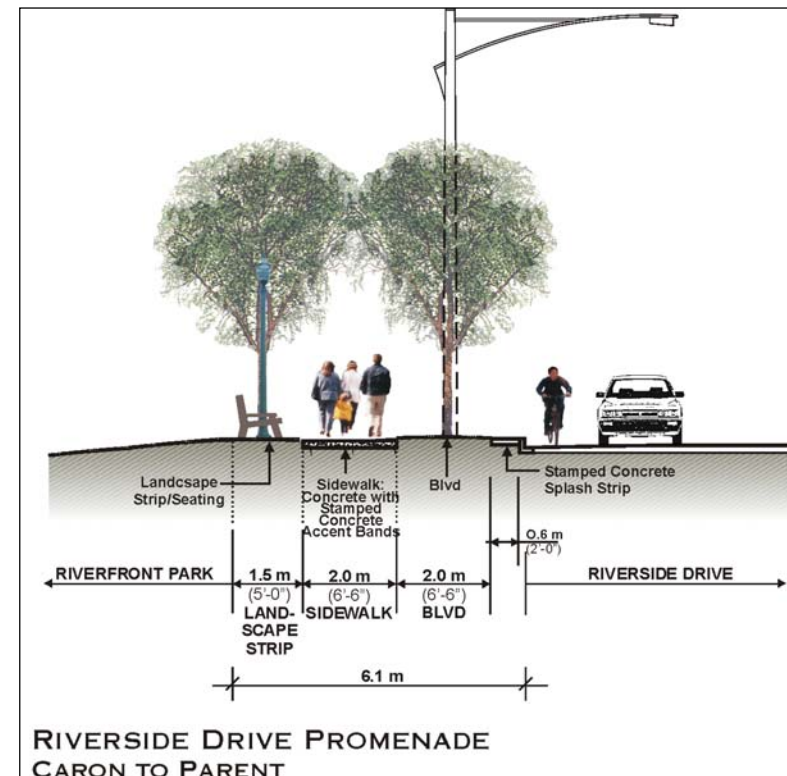 Landcsape
Strip/Seating
Sidewalk:
Concrete with
Stamped
Concrete
Accent Bands
Blvd
Stamped Concrete
Splash Strip
0.6 m
(2'-0")
RIVERFRONT PARK
1.5 m
(5'-0")
LAND-
SCAPE
STRIP
2.0 m
(6'-6")
SIDEWALK
2.0 m
(6'-6")
BLVD
RIVERSIDE DRIVE
6.1 m
RIVERSIDE DRIVE PROMENADE
CARON TO PARENT